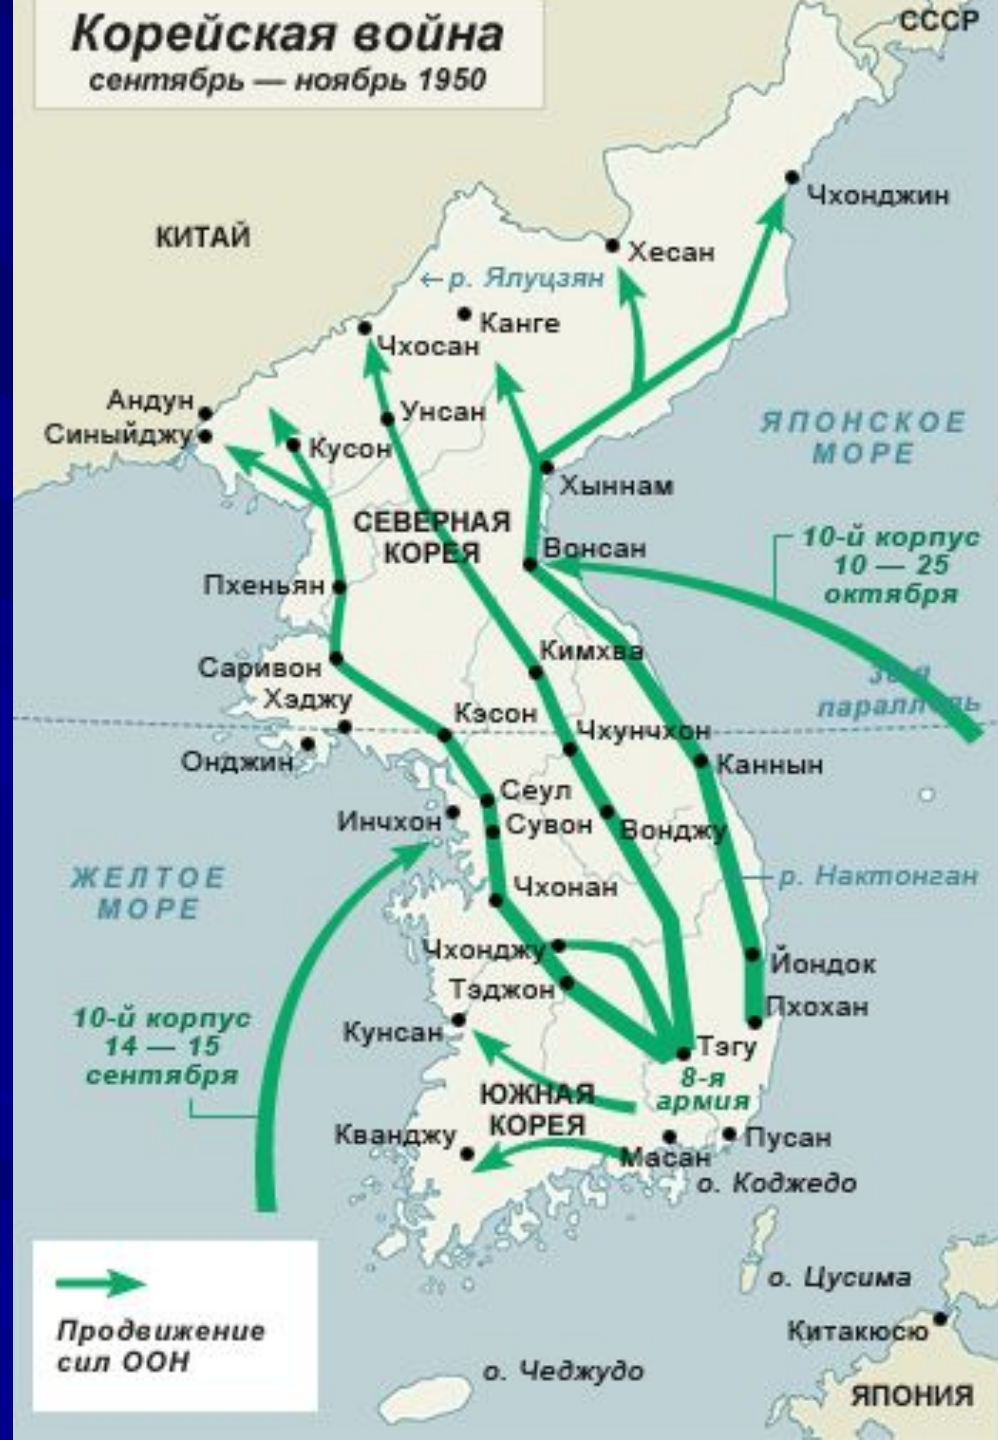 Корейская война
сентябрь — ноябрь 1950
СССР
КИТАЙ
Чхонджин
Хесан
←р. Ялуцзян
Канге
Чхосан
Андун
Унсан
Синыйджу
Кусон
ЯПОНСКОЕ
МОРЕ
Хыннам
СЕВЕРНАЯ
КОРЕЯ
Вонсан
10-й корпус
10 — 25
октября
Пхеньян
Саривон
Кимхва
Хэджу
параллель
Кэсон
Чхунчхон
Онджин
Каннын
Сеул
Инчхон
Сувон
Вонджу
ЖЕЛТОЕ
МОРЕ
р. Нактонган
Чхонан
Чхонджу
Йондок
Тэджон
Пхохан
10-й корпус
14 — 15
сентября
Кунсан
Тэгу
8-я
армия
ЮЖНАЯ
КОРЕЯ
Кванджу
Пусан
Масан
о. Коджедо
о. Цусима
Продвижение
сил ООН
Китакюсю
о. Чеджудо
ЯПОНИЯ